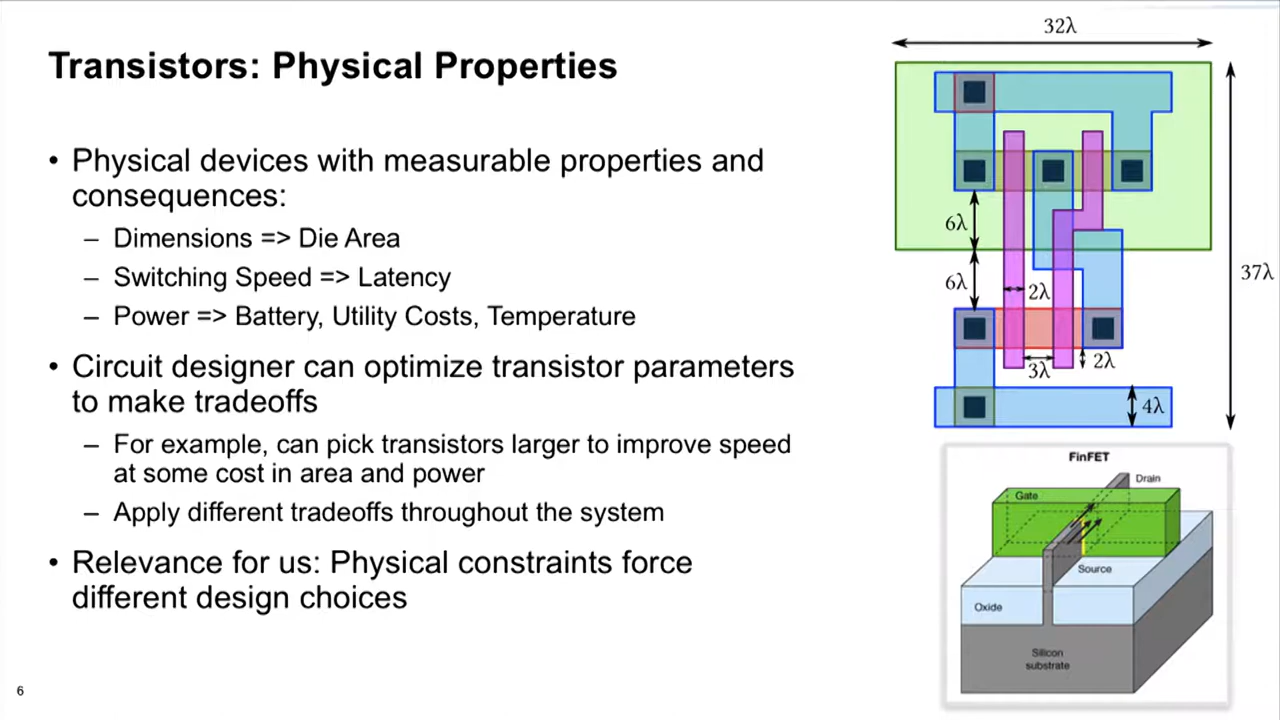 Transistors: Physical Properties
• Physical devices with measurable properties and
consequences:
– Dimensions => Die Area
– Switching Speed => Latency
– Power => Battery, Utility Costs, Temperature
• Circuit designer can optimize transistor parameters
to make tradeoffs
– For example, can pick transistors larger to improve speed
at some cost in area and power
– Apply different tradeoffs throughout the system
• Relevance for us: Physical constraints force
different design choices
6
32λ
6λ
6λ
2λ
37λ
3λ
2λ
4λ
FinFET
Drain
Gate
Source
Oxide
Silicon
substrate